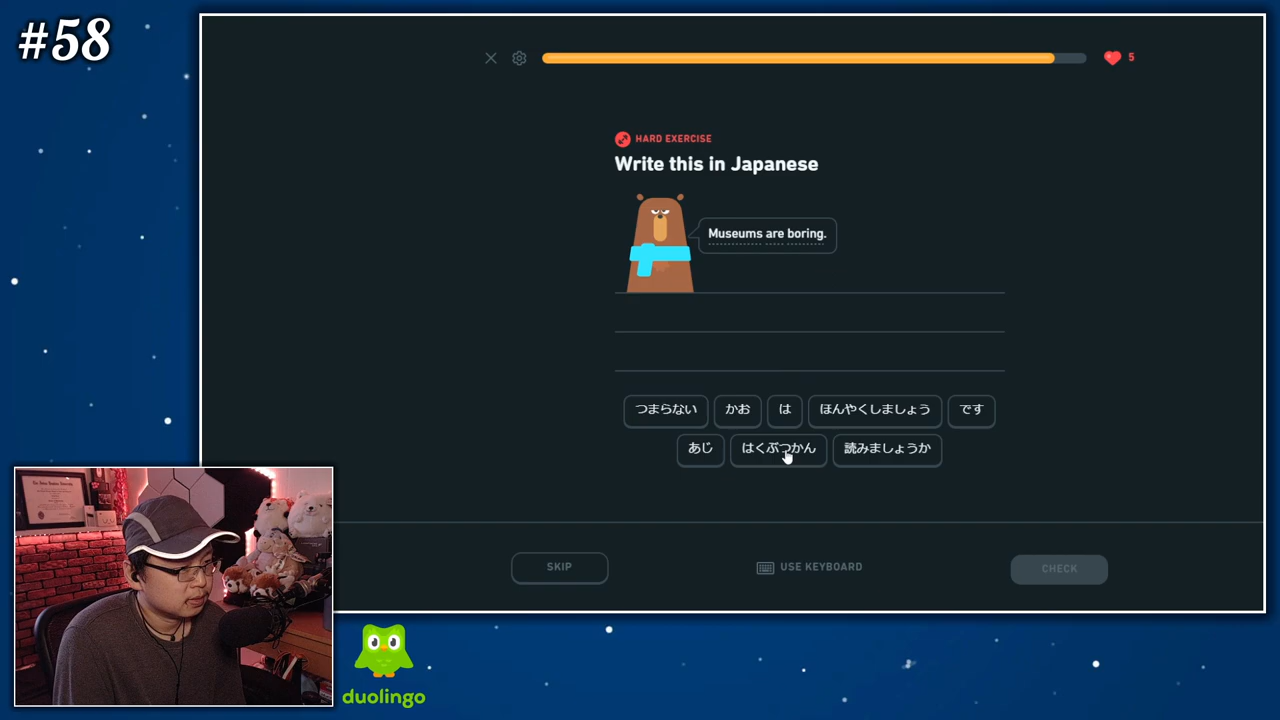 #58
5
HARD EXERCISE
Write this in Japanese
Museums are boring.
つまらない かお は ほんやくしましょう です
あじ はくぶつかん 読みましょうか
SKIP USE KEYBOARD CHECK
duolingo